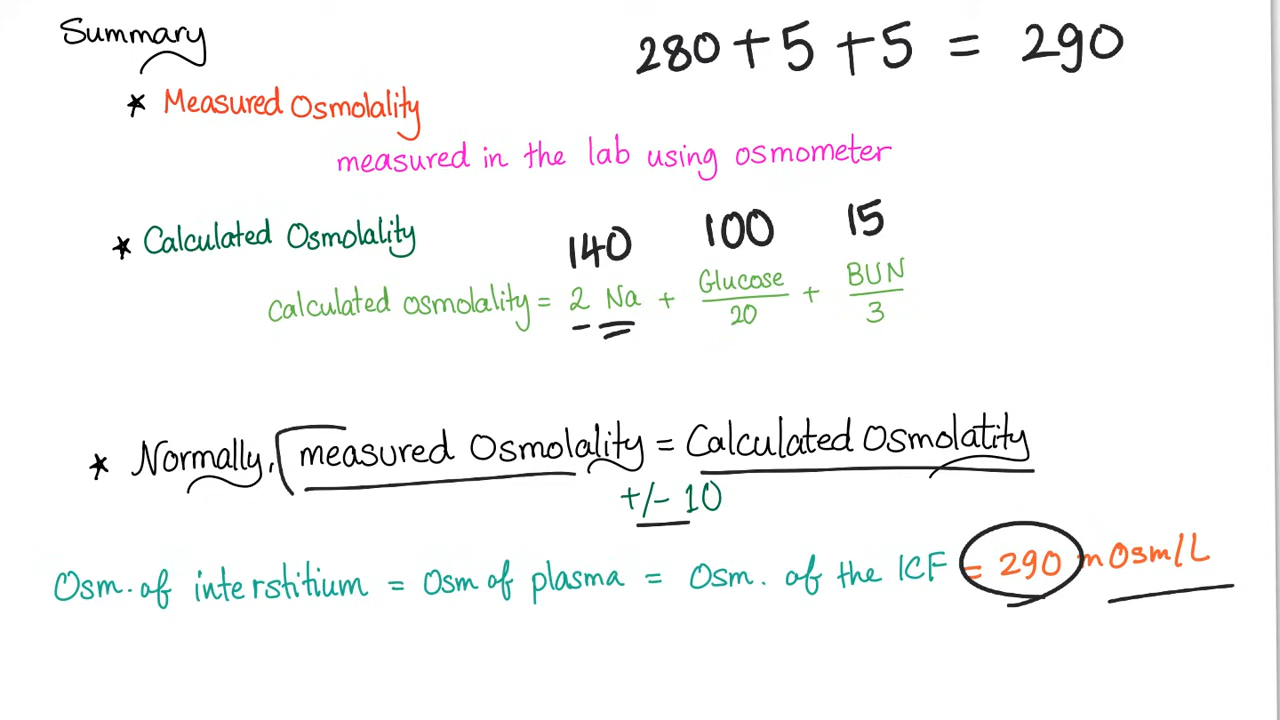 Summary
280 + 5 + 5 = 290
* Measured Osmolality
measured in the lab using osmometer
* Calculated Osmolality
140 100 15
calculated osmolality = 2 Na + Glucose/20 + BUN/3
* Normally, measured Osmolality = Calculated Osmolatity
+/- 10
Osm. of interstitium = Osm of plasma = Osm. of the ICF = 290 mOsm/L